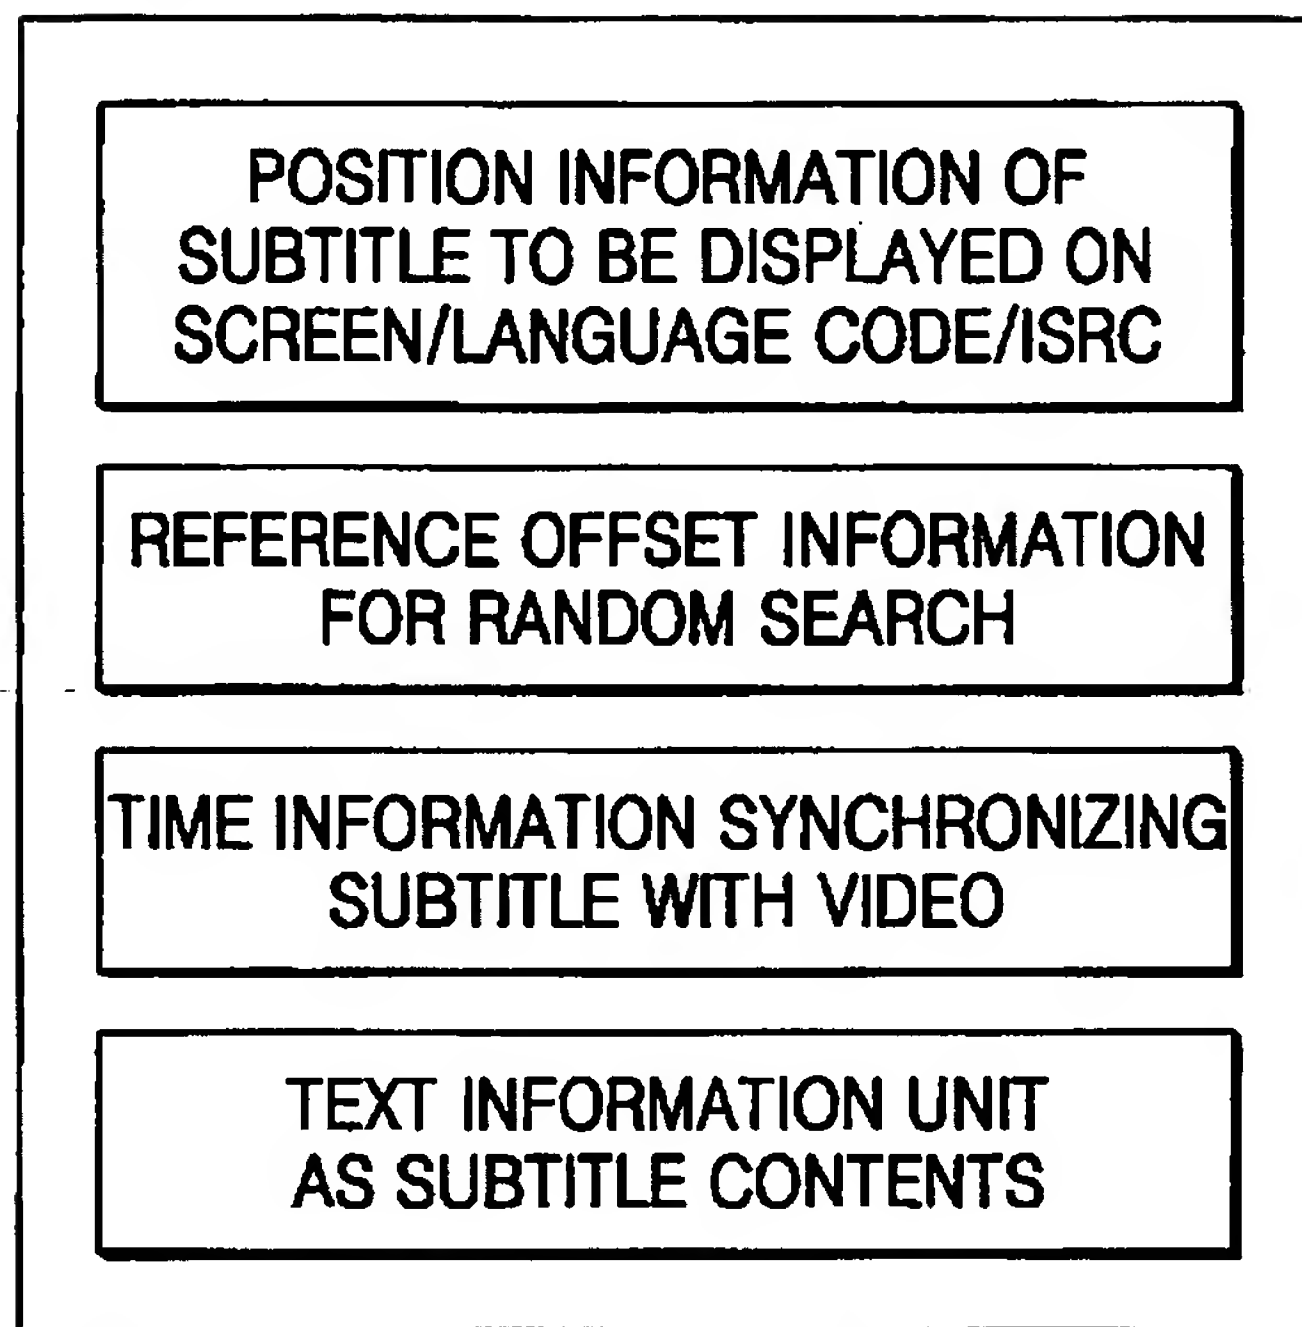 POSITION INFORMATION OF
SUBTITLE TO BE DISPLAYED ON
SCREEN/LANGUAGE CODE/ISRC
REFERENCE OFFSET INFORMATION
FOR RANDOM SEARCH
TIME INFORMATION SYNCHRONIZING
SUBTITLE WITH VIDEO
TEXT INFORMATION UNIT
AS SUBTITLE CONTENTS